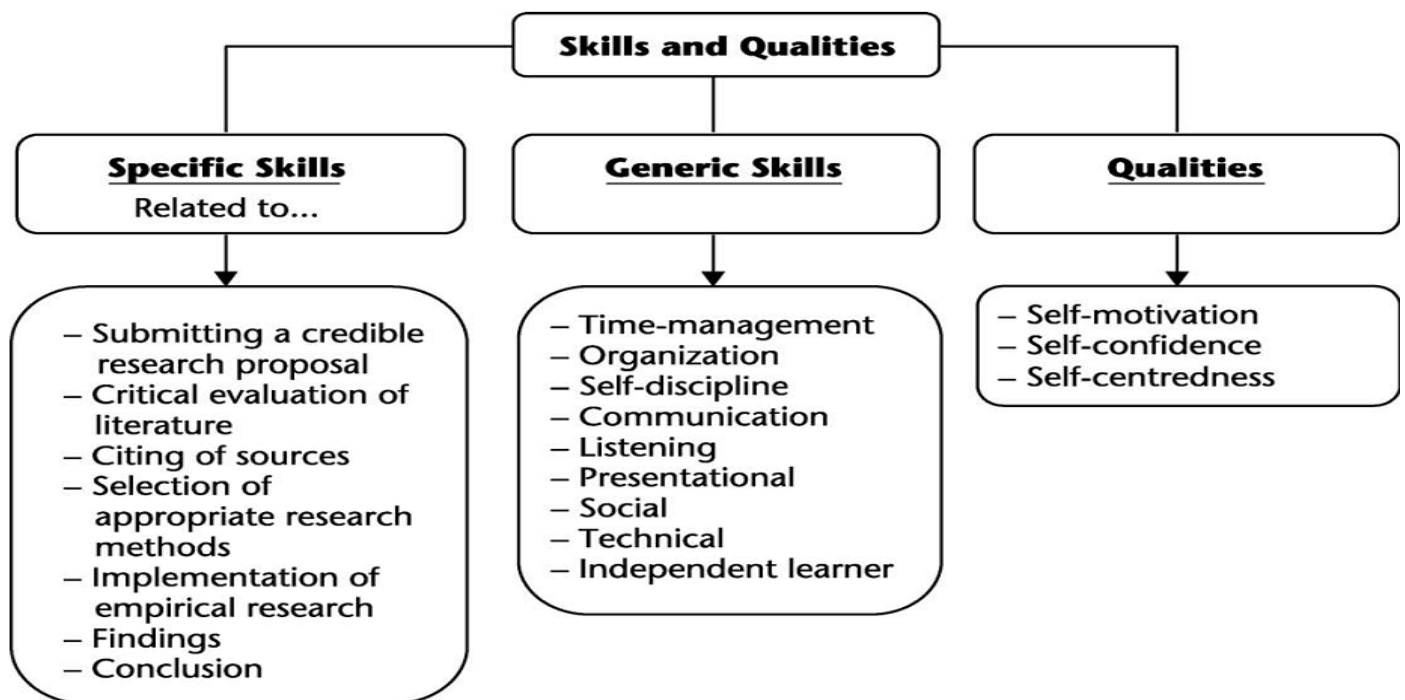 Skills and Qualities
Specific Skills
Related to...
– Submitting a credible
research proposal
– Critical evaluation of
literature
– Citing of sources
– Selection of
appropriate research
methods
– Implementation of
empirical research
– Findings
– Conclusion
Generic Skills
– Time-management
– Organization
– Self-discipline
– Communication
– Listening
– Presentational
– Social
– Technical
– Independent learner
Qualities
– Self-motivation
– Self-confidence
– Self-centredness